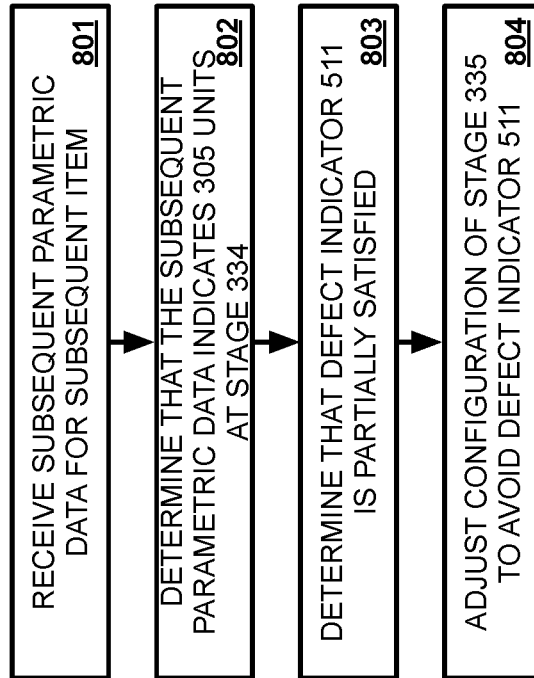 801
RECEIVE SUBSEQUENT PARAMETRIC
DATA FOR SUBSEQUENT ITEM
802
DETERMINE THAT THE SUBSEQUENT
PARAMETRIC DATA INDICATES 305 UNITS
AT STAGE 334
803
DETERMINE THAT DEFECT INDICATOR 511
IS PARTIALLY SATISFIED
804
ADJUST CONFIGURATION OF STAGE 335
TO AVOID DEFECT INDICATOR 511